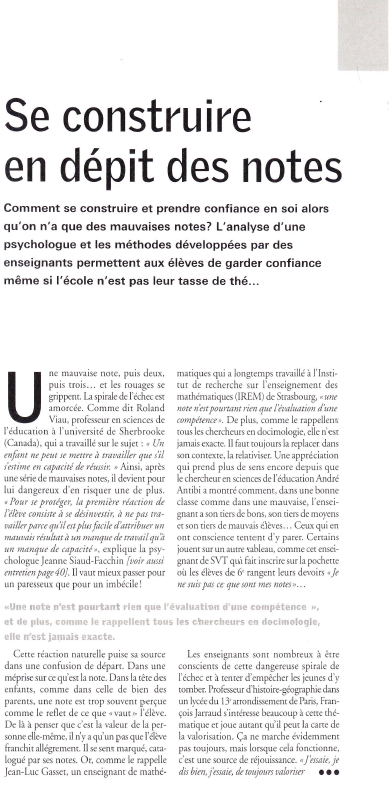 Se construire
en dépit des notes
Comment se construire et prendre confiance en soi alors
qu'on n'a que des mauvaises notes? L'analyse d'une
psychologue et les méthodes développées par des
enseignants permettent aux élèves de garder confiance
même si l'école n'est pas leur tasse de thé...
Une mauvaise note, puis deux,
puis trois... et les rouages se
grippent. La spirale de l'échec est
amorcée. Comme dit Roland
Viau, professeur en sciences de
l'éducation à l'université de Sherbrooke
(Canada), qui a travaillé sur le sujet : « Un
enfant ne peut se mettre à travailler que s'il
s'estime en capacité de réussir. » Ainsi, après
une série de mauvaises notes, il devient pour
lui dangereux d'en risquer une de plus.
« Pour se protéger, la première réaction de
l'élève consiste à se désinvestir, à ne pas tra-
vailler parce qu'il est plus facile d'attribuer un
mauvais résultat à un manque de travail qu'à
un manque de capacité », explique la psy-
chologue Jeanne Siaud-Facchin [voir aussi
entretien page 40]. Il vaut mieux passer pour
un paresseux que pour un imbécile!
matiques qui a longtemps travaillé à l'Insti-
tut de recherche sur l'enseignement des
mathématiques (IREM) de Strasbourg, « une
note n'est pourtant rien que l'évaluation d'une
compétence ». De plus, comme le rappellent
tous les chercheurs en docimologie, elle n'est
jamais exacte. Il faut toujours la replacer dans
son contexte, la relativiser. Une appréciation
qui prend plus de sens encore depuis que
le chercheur en sciences de l'éducation André
Antibi a montré comment, dans une bonne
classe comme dans une mauvaise, l'ensei-
gnant a son tiers de bons, son tiers de moyens
et son tiers de mauvais élèves... Ceux qui en
ont conscience tentent d'y parer. Certains
jouent sur un autre tableau, comme cet ensei-
gnant de SVT qui fait inscrire sur la pochette
où les élèves de 6e rangent leurs devoirs « Je
ne suis pas ce que sont mes notes »...
«Une note n'est pourtant rien que l'évaluation d'une compétence »,
et de plus, comme le rappellent tous les chercheurs en docimologie,
elle n'est jamais exacte.
Cette réaction naturelle puise sa source
dans une confusion de départ. Dans une
méprise sur ce qu'est la note. Dans la tête des
enfants, comme dans celle de bien des
parents, une note est trop souvent perçue
comme le reflet de ce que « vaut » l'élève.
De là à penser que c'est la valeur de la per-
sonne elle-même, il n'y a qu'un pas que l'élève
franchit allégrement. Il se sent marqué, cata-
logué par ses notes. Or, comme le rappelle
Jean-Luc Gasset, un enseignant de mathé-
Les enseignants sont nombreux à être
conscients de cette dangereuse spirale de
l'échec et à tenter d'empêcher les jeunes d'y
tomber. Professeur d'histoire-géographie dans
un lycée du 13e arrondissement de Paris, Fran-
çois Jarraud s'intéresse beaucoup à cette thé-
matique et joue autant qu'il peut la carte de
la valorisation. Ça ne marche évidemment
pas toujours, mais lorsque cela fonctionne,
c'est une source de réjouissance. « J'essaie, je
dis bien, j'essaie, de toujours valoriser ●●●